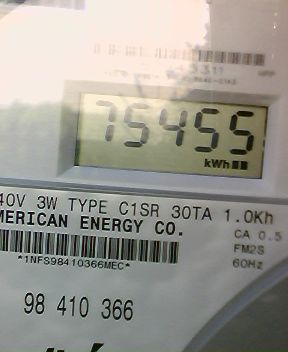 75455
kWh
40V 3W TYPE C1SR 30TA 1.0Kh
MERICAN ENERGY CO.
CA 0.5
FM2S
60Hz
*1NFS98410366MEC*
98 410 366